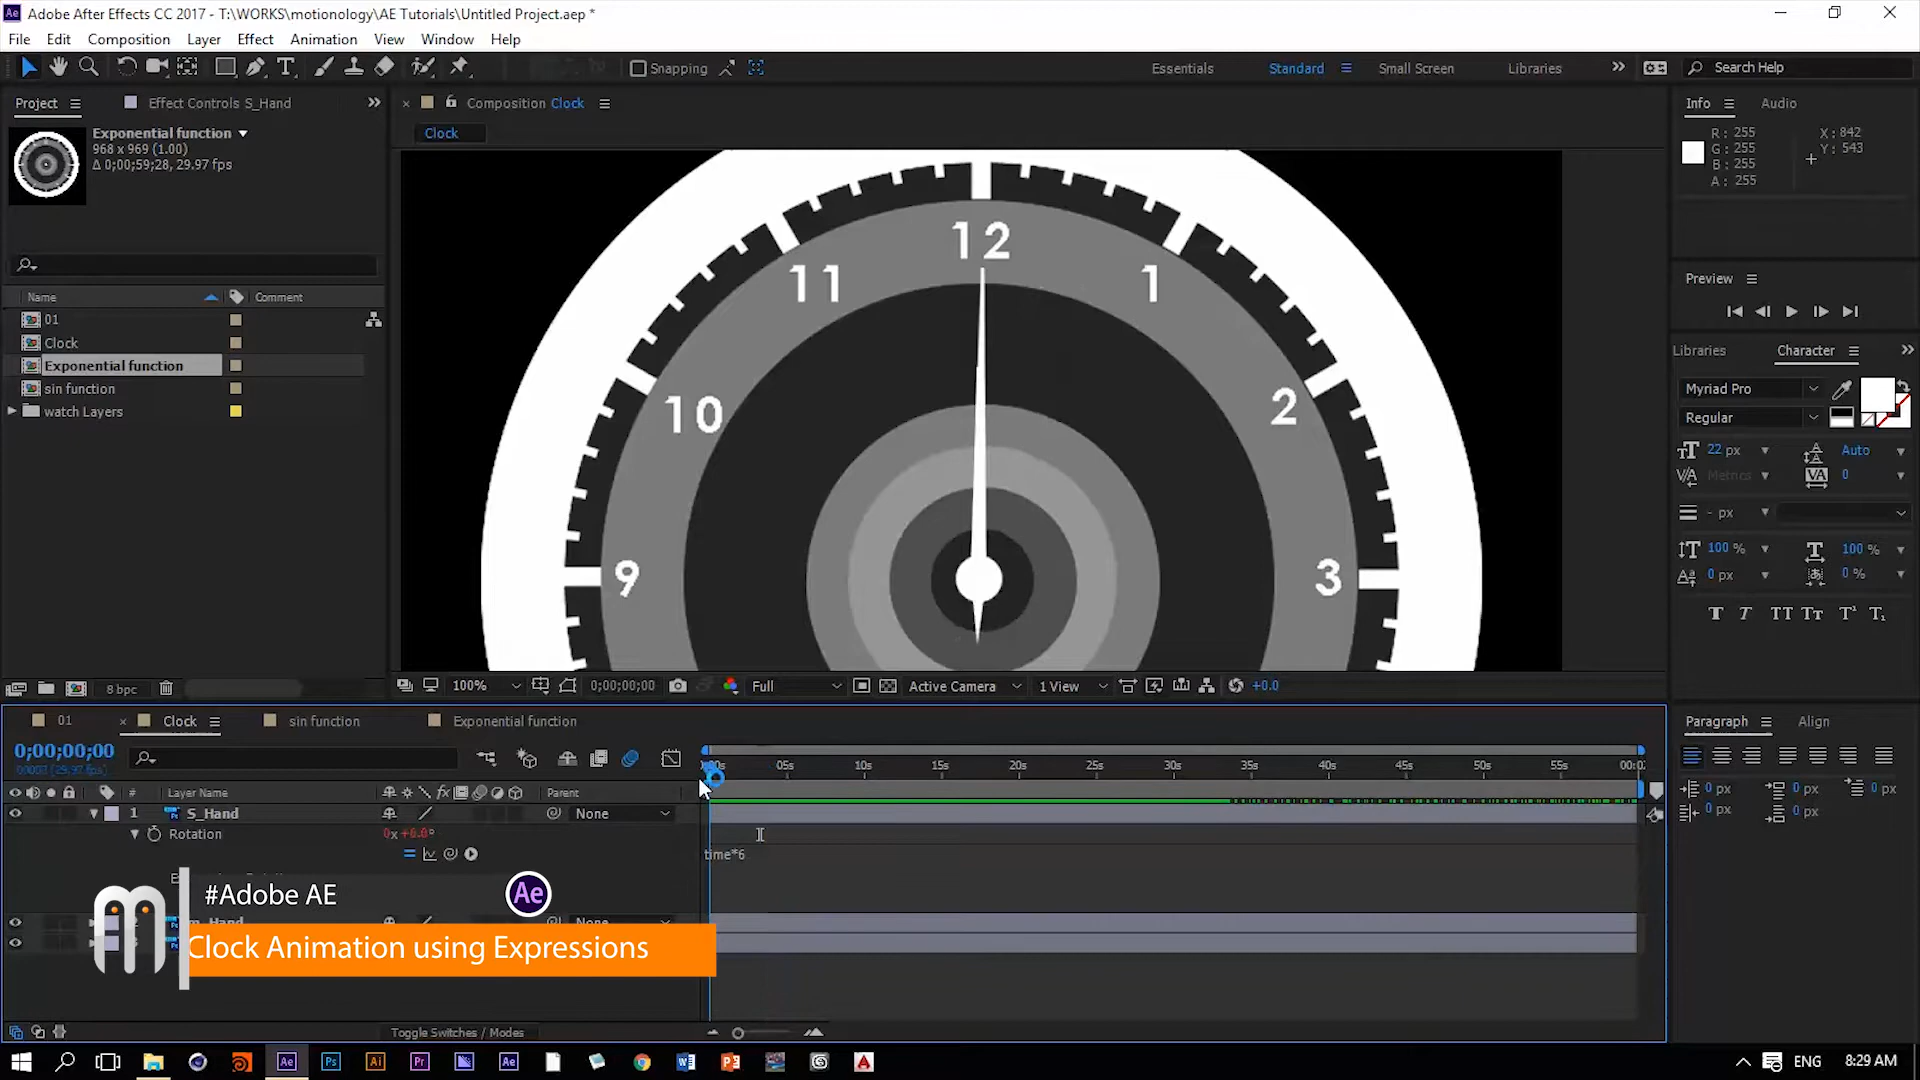 Adobe After Effects CC 2017 - T:\WORKS\motionology\AE Tutorials\Untitled Project.aep *
File Edit Composition Layer Effect Animation View Window Help
Snapping
Essentials Standard Small Screen Libraries
Search Help
Project
Effect Controls S_Hand
Exponential function
968 x 969 (1.00)
Δ 0;00;59;28, 29.97 fps
Name Comment
01
Clock
Exponential function
sin function
watch Layers
8 bpc
Composition Clock
Clock
12
11
1
10
2
9
3
100%
0;00;00;00
Full
Active Camera
1 View
+0.0
Info Audio
R: 255
G: 255
B: 255
A: 255
X: 842
Y: 543
Preview
Libraries Character
Myriad Pro
Regular
22 px Auto
Metrics 0
- px
100 % 100 %
0 px 0 %
Paragraph Align
0 px 0 px 0 px
0 px 0 px
01 Clock sin function Exponential function
0;00;00;00
05s 10s 15s 20s 25s 30s 35s 40s 45s 50s 55s
# Layer Name Parent
1 S_Hand None
Rotation 0x+0.0°
time*6
#Adobe AE
Ae
Clock Animation using Expressions
Toggle Switches / Modes
ENG 8:29 AM